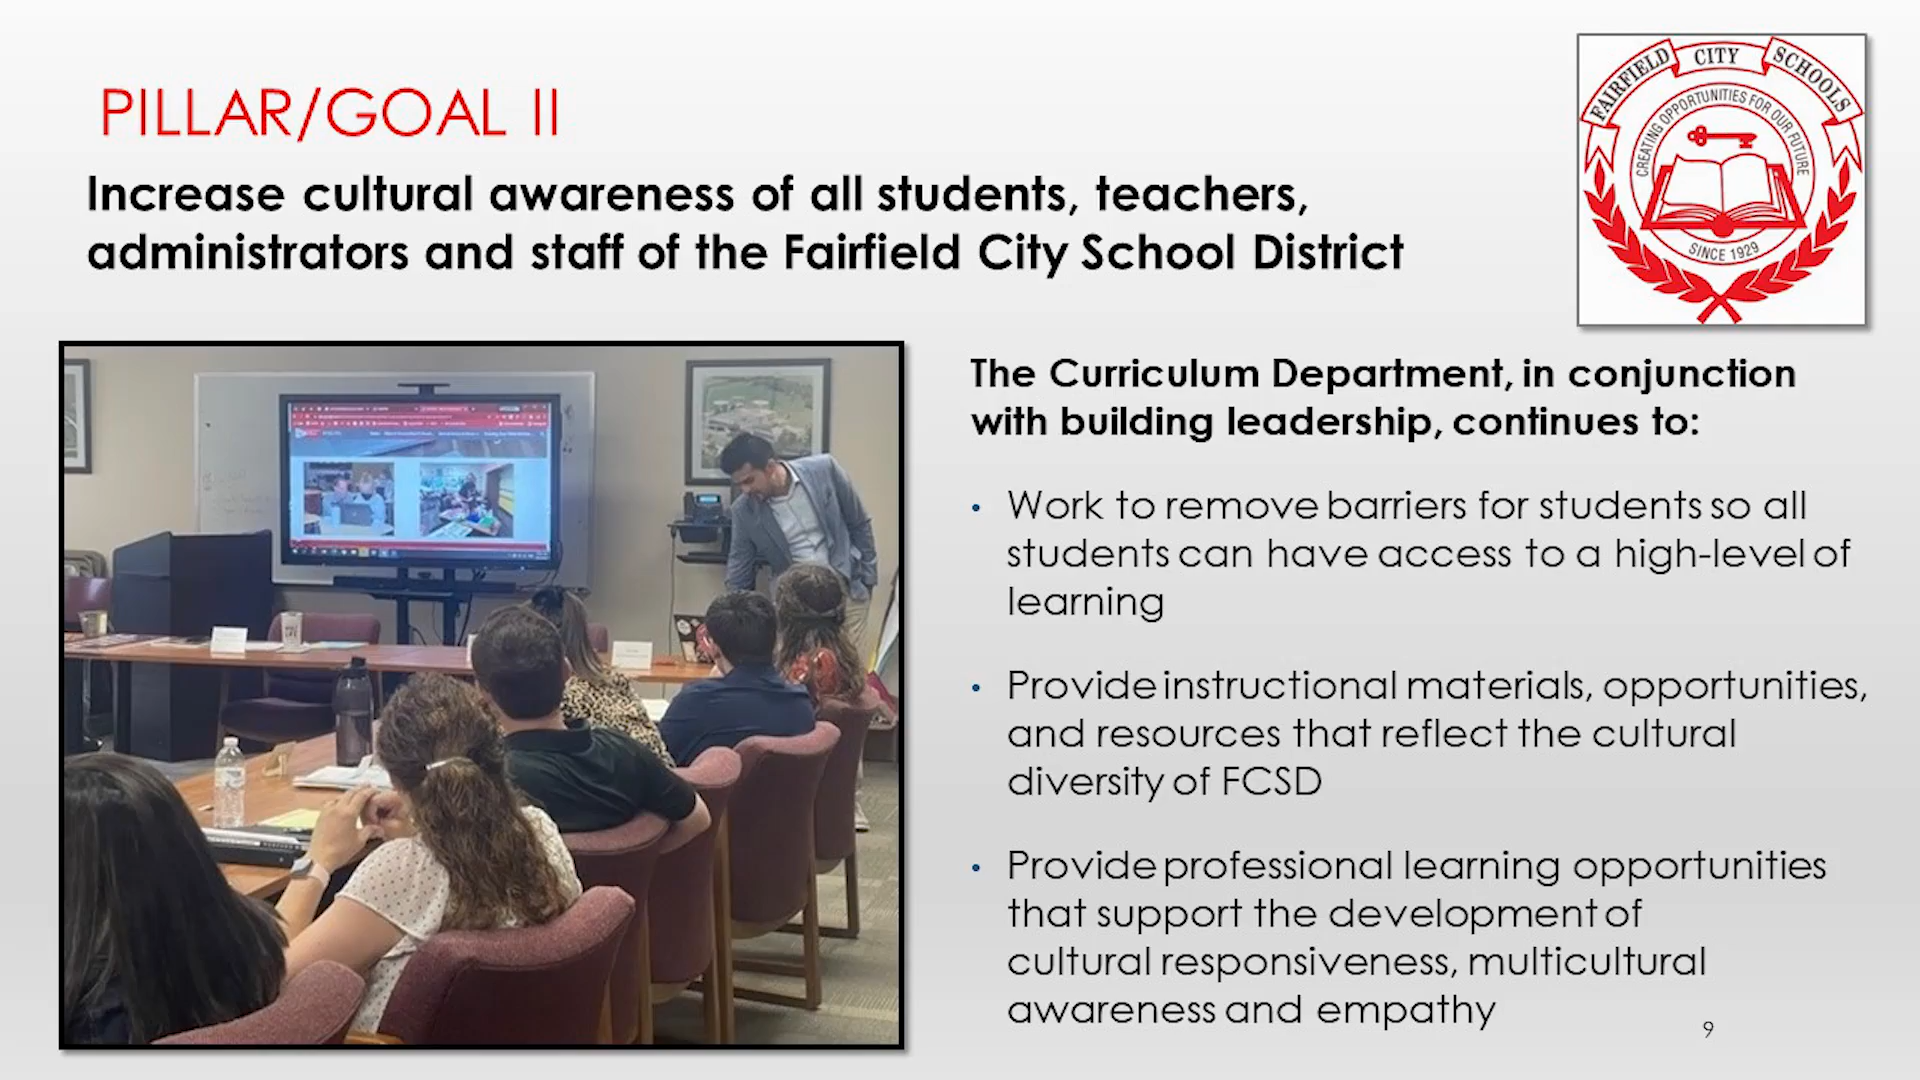 PILLAR/GOAL II
Increase cultural awareness of all students, teachers,
administrators and staff of the Fairfield City School District
FAIRFIELD CITY SCHOOLS
CREATING OPPORTUNITIES FOR OUR FUTURE
SINCE 1929
The Curriculum Department, in conjunction
with building leadership, continues to:
• Work to remove barriers for students so all
students can have access to a high-level of
learning
• Provide instructional materials, opportunities,
and resources that reflect the cultural
diversity of FCSD
• Provide professional learning opportunities
that support the development of
cultural responsiveness, multicultural
awareness and empathy
9